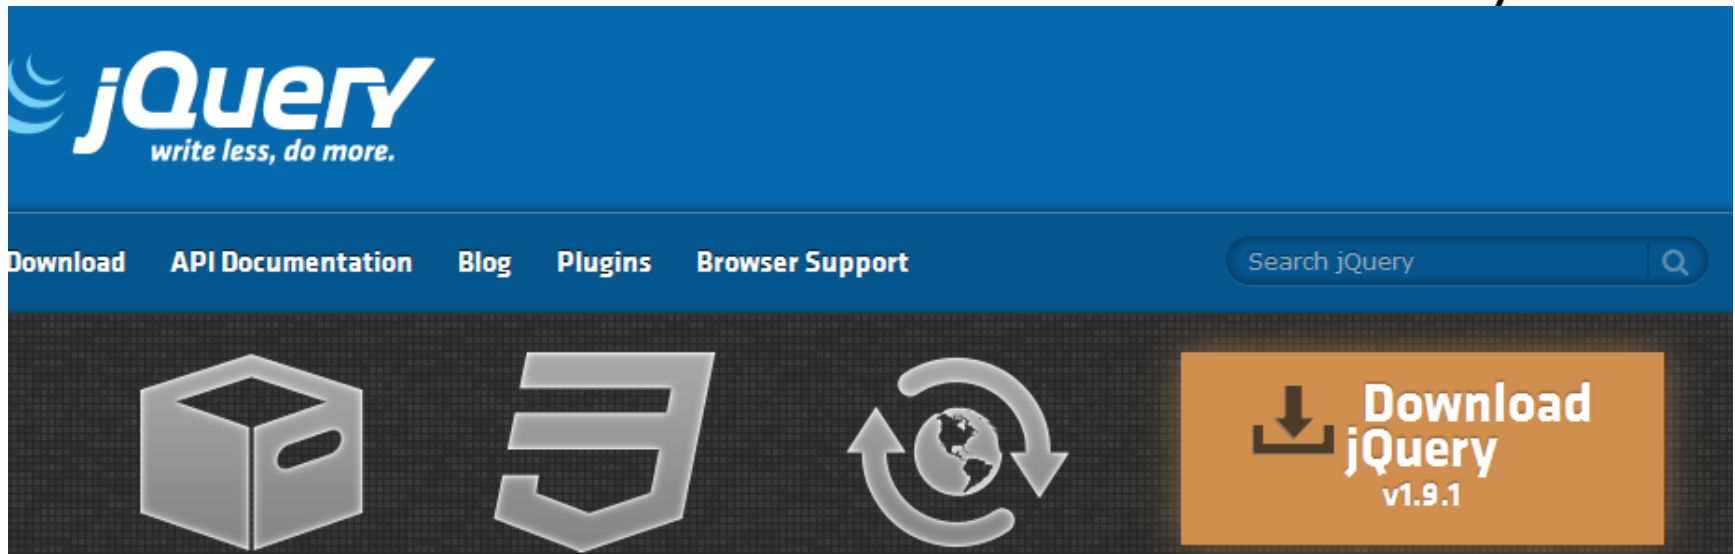 jQuery
write less, do more.
Download API Documentation Blog Plugins Browser Support Search jQuery
Download
jQuery
v1.9.1